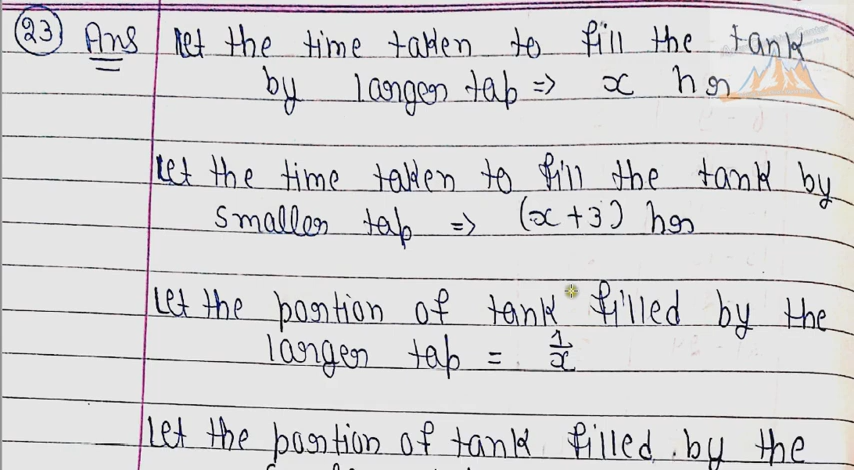 23 Ans Let the time taken to fill the tank
by larger tap => x hr
Let the time taken to fill the tank by
smaller tap => (x+3) hr
Let the portion of tank filled by the
larger tap = 1/x
Let the portion of tank filled by the